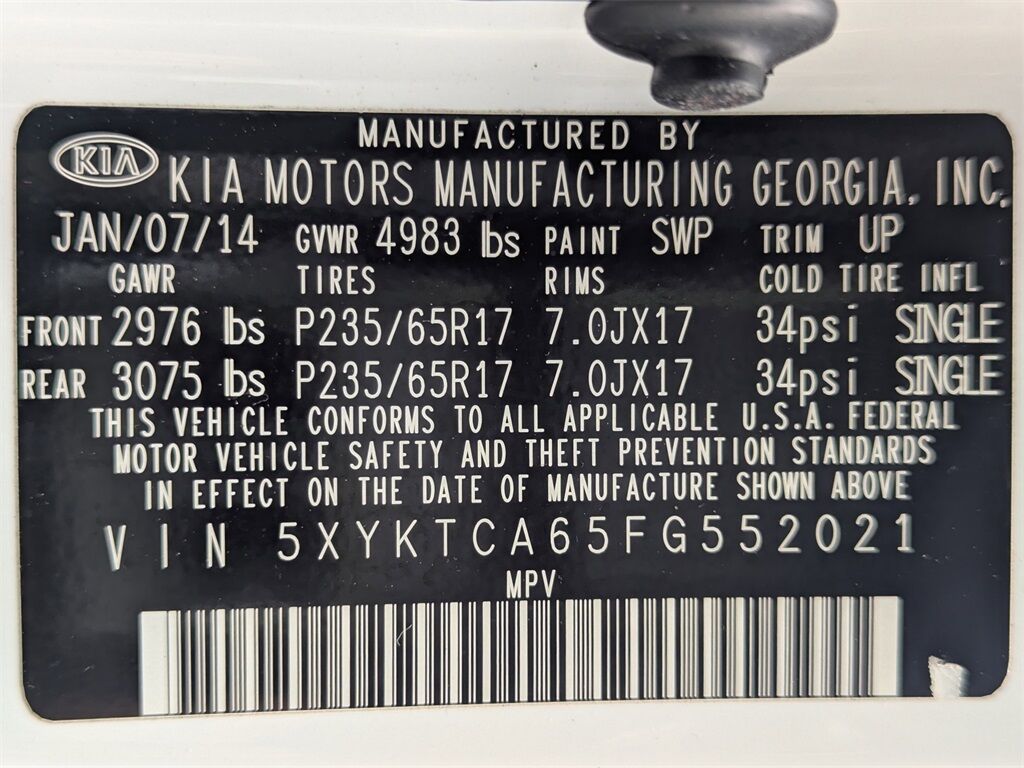 MANUFACTURED BY
KIA KIA MOTORS MANUFACTURING GEORGIA, INC.
JAN/07/14 GVWR 4983 lbs PAINT SWP TRIM UP
GAWR TIRES RIMS COLD TIRE INFL
FRONT 2976 lbs P235/65R17 7.0JX17 34psi SINGLE
REAR 3075 lbs P235/65R17 7.0JX17 34psi SINGLE
THIS VEHICLE CONFORMS TO ALL APPLICABLE U.S.A. FEDERAL
MOTOR VEHICLE SAFETY AND THEFT PREVENTION STANDARDS
IN EFFECT ON THE DATE OF MANUFACTURE SHOWN ABOVE
VIN 5XYKTCA65FG552021
MPV